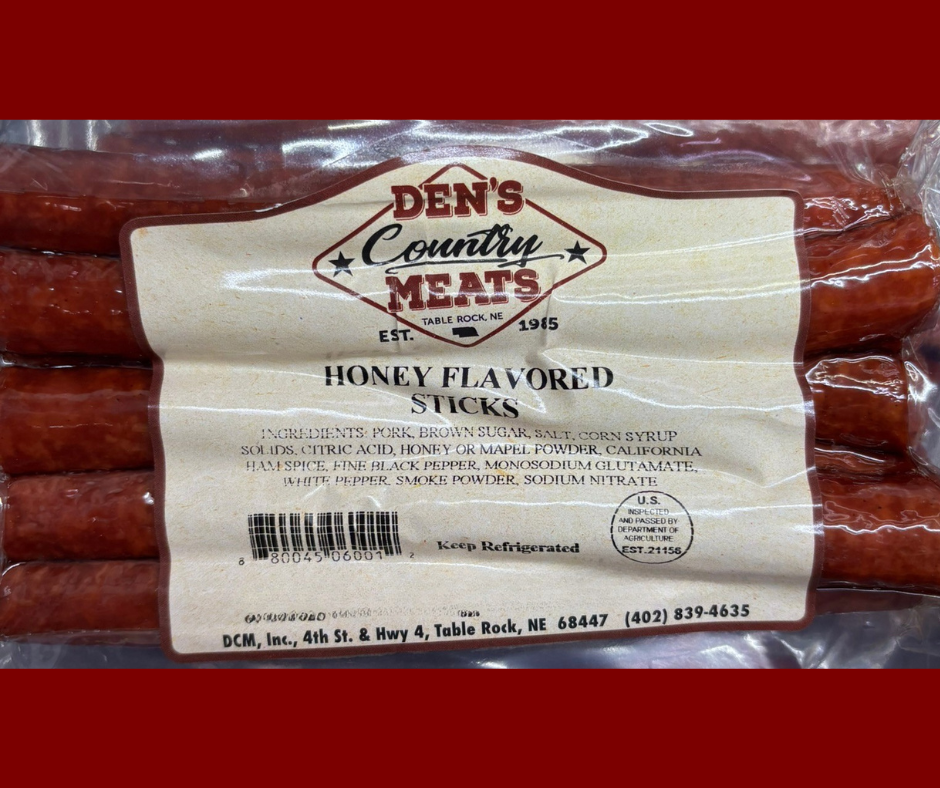 DEN'S
Country
MEATS
TABLE ROCK, NE
EST. 1985
HONEY FLAVORED
STICKS
INGREDIENTS: PORK, BROWN SUGAR, SALT, CORN SYRUP
SOLIDS, CITRIC ACID, HONEY OR MAPEL POWDER, CALIFORNIA
HAM SPICE, FINE BLACK PEPPER, MONOSODIUM GLUTAMATE,
WHITE PEPPER, SMOKE POWDER, SODIUM NITRATE
U.S.
INSPECTED
AND PASSED BY
DEPARTMENT OF
AGRICULTURE
EST.21156
8 80045 06001 2
Keep Refrigerated
DCM, Inc., 4th St. & Hwy 4, Table Rock, NE 68447 (402) 839-4635